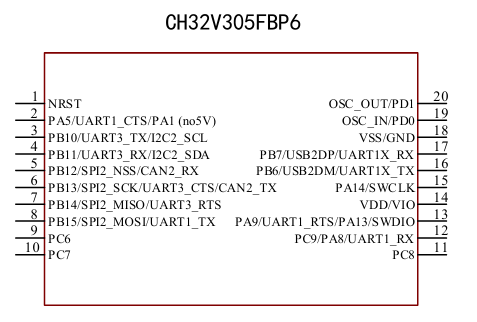 CH32V305FBP6
1 NRST
2 PA5/UART1_CTS/PA1 (no5V)
3 PB10/UART3_TX/I2C2_SCL
4 PB11/UART3_RX/I2C2_SDA
5 PB12/SPI2_NSS/CAN2_RX
6 PB13/SPI2_SCK/UART3_CTS/CAN2_TX
7 PB14/SPI2_MISO/UART3_RTS
8 PB15/SPI2_MOSI/UART1_TX
9 PC6
10 PC7
OSC_OUT/PD1 20
OSC_IN/PD0 19
VSS/GND 18
PB7/USB2DP/UART1X_RX 17
PB6/USB2DM/UART1X_TX 16
PA14/SWCLK 15
VDD/VIO 14
PA9/UART1_RTS/PA13/SWDIO 13
PC9/PA8/UART1_RX 12
PC8 11